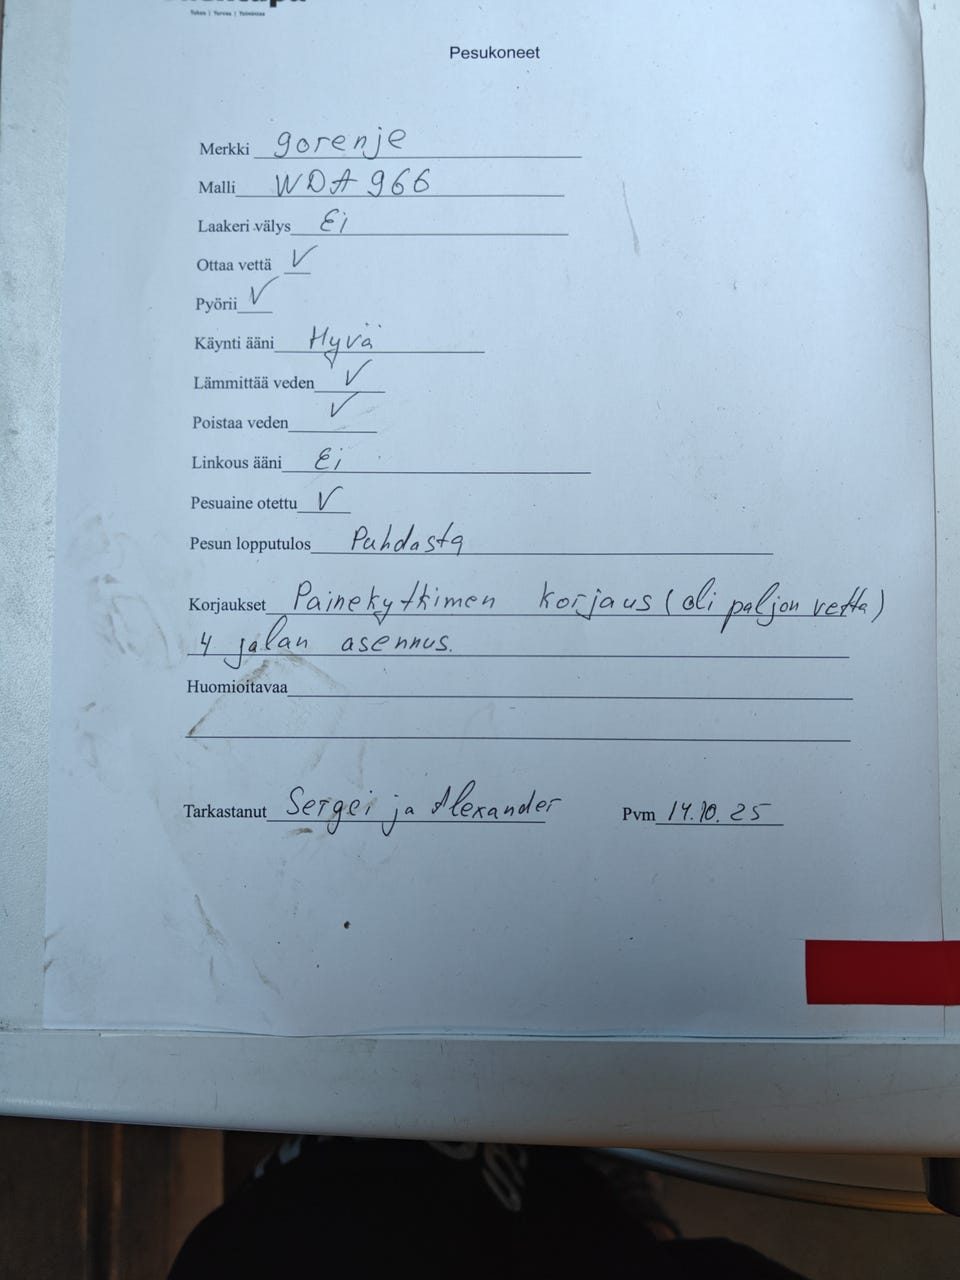 Pesukoneet
Merkki gorenje
Malli WDA 966
Laakeri välys Ei
Ottaa vettä ✓
Pyörii ✓
Käynti ääni Hyvä
Lämmittää veden ✓
Poistaa veden ✓
Linkous ääni Ei
Pesuaine otettu ✓
Pesun lopputulos Puhdasta
Korjaukset Painekytkimen korjaus (oli paljon vettä)
4 jalan asennus.
Huomioitavaa
Tarkastanut Sergei ja Alexander Pvm 14.10.25